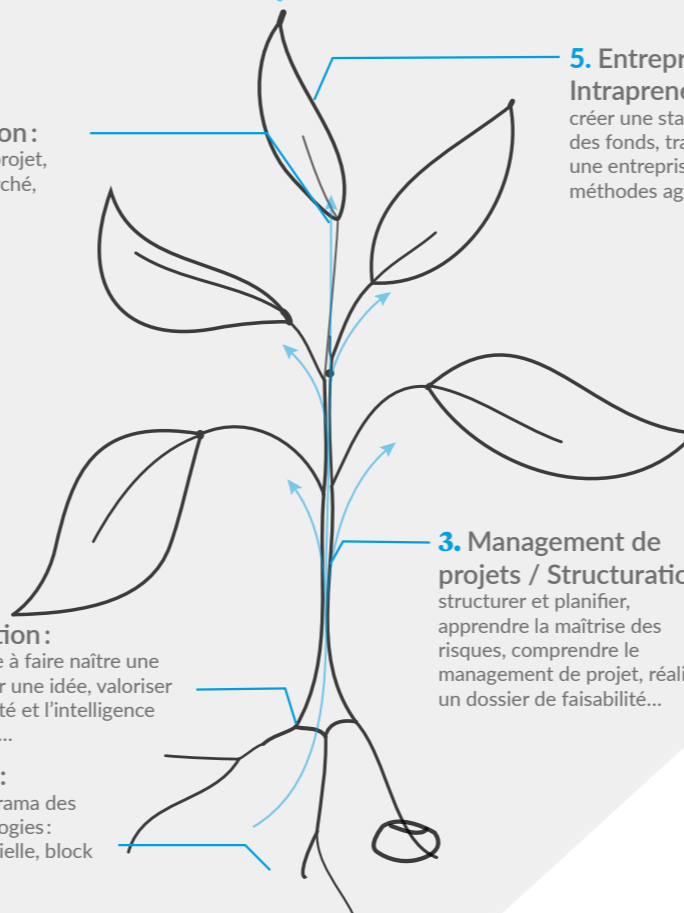 5. Entrepr
Intraprene
créer une sta
des fonds, tra
une entrepris
méthodes ag
on :
rojet,
ché,
3. Management de
projets / Structuratio
structurer et planifier,
apprendre la maîtrise des
risques, comprendre le
management de projet, réali
un dossier de faisabilité...
tion :
e à faire naître une
r une idée, valoriser
té et l’intelligence
...
:
rama des
ogies :
ielle, block